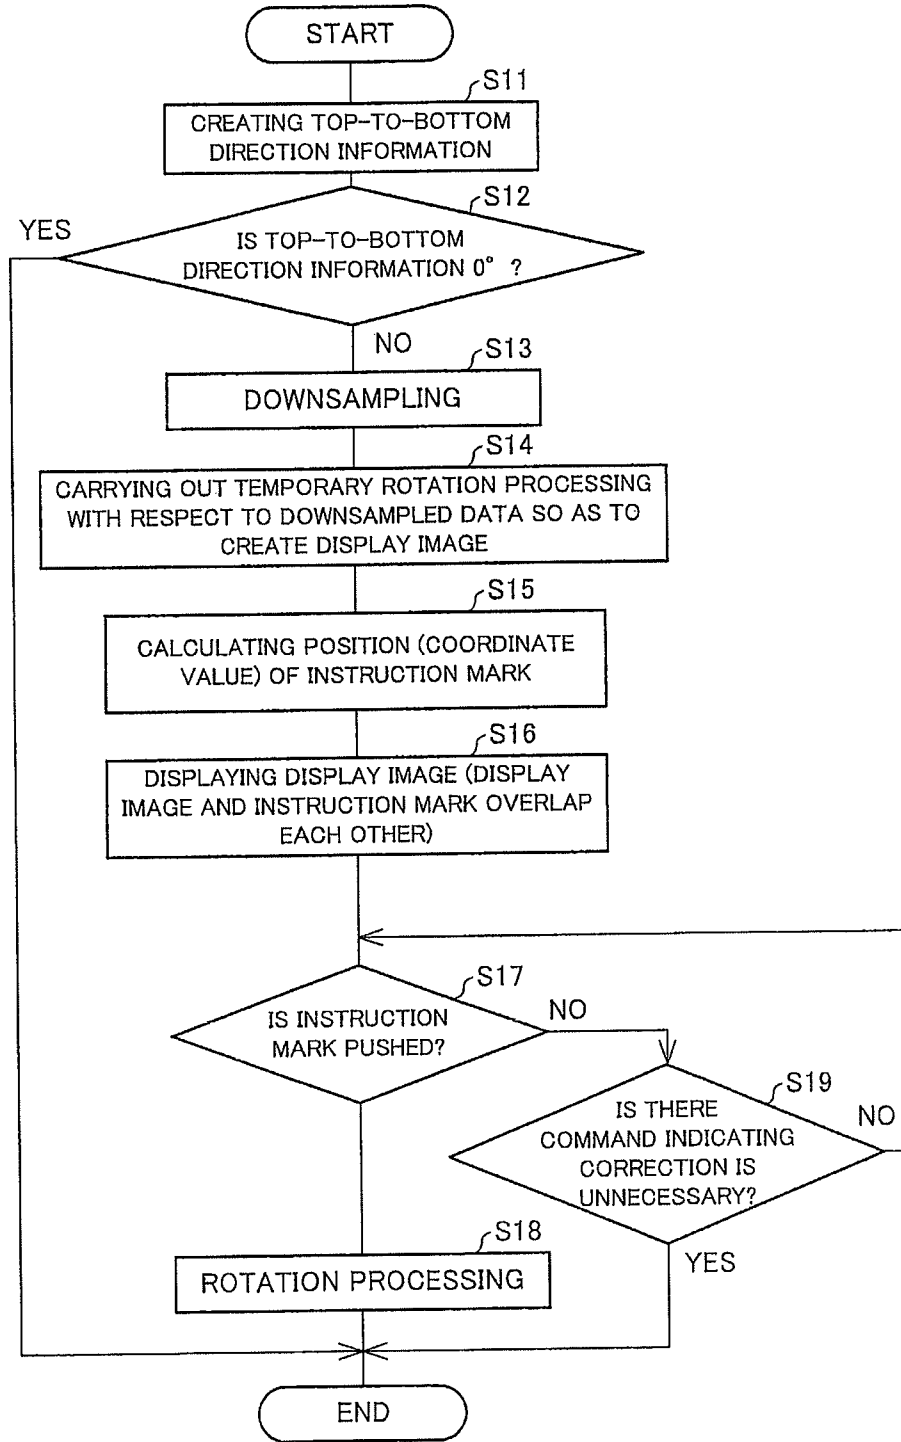 START
S11
CREATING TOP-TO-BOTTOM
DIRECTION INFORMATION
S12
YES
IS TOP-TO-BOTTOM
DIRECTION INFORMATION 0° ?
NO
S13
DOWNSAMPLING
S14
CARRYING OUT TEMPORARY ROTATION PROCESSING
WITH RESPECT TO DOWNSAMPLED DATA SO AS TO
CREATE DISPLAY IMAGE
S15
CALCULATING POSITION (COORDINATE
VALUE) OF INSTRUCTION MARK
S16
DISPLAYING DISPLAY IMAGE (DISPLAY
IMAGE AND INSTRUCTION MARK OVERLAP
EACH OTHER)
S17
IS INSTRUCTION
MARK PUSHED?
NO
S19
IS THERE
COMMAND INDICATING
CORRECTION IS
UNNECESSARY?
NO
YES
S18
ROTATION PROCESSING
END